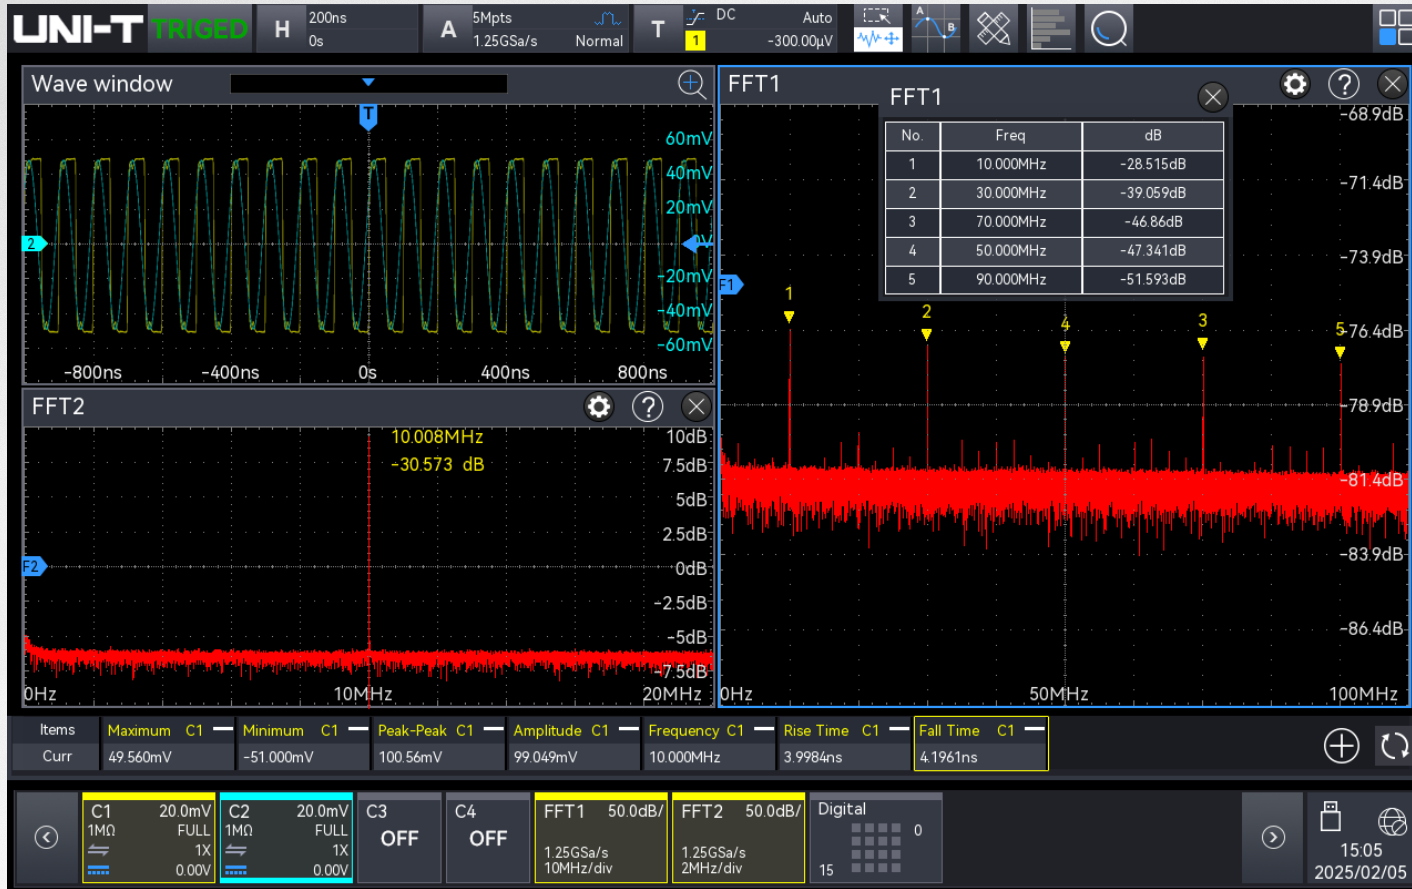 UNI-T TRIGED H 200ns 0s A 5Mpts 1.25GSa/s Normal T DC 1 Auto -300.00μV A B
Wave window
T
60mV
40mV
20mV
2 0V
-20mV
-40mV
-60mV
-800ns -400ns 0s 400ns 800ns
FFT2 ?
10.008MHz
-30.573 dB
10dB
7.5dB
5dB
2.5dB
F2 0dB
-2.5dB
-5dB
-7.5dB
0Hz 10MHz 20MHz
FFT1 ?
FFT1
No. Freq dB
1 10.000MHz -28.515dB
2 30.000MHz -39.059dB
3 70.000MHz -46.86dB
4 50.000MHz -47.341dB
5 90.000MHz -51.593dB
-68.9dB
-71.4dB
-73.9dB
F1
1 2 4 3 5
-76.4dB
-78.9dB
-81.4dB
-83.9dB
-86.4dB
0Hz 50MHz 100MHz
Items Maximum C1 Minimum C1 Peak-Peak C1 Amplitude C1 Frequency C1 Rise Time C1 Fall Time C1
Curr 49.560mV -51.000mV 100.56mV 99.049mV 10.000MHz 3.9984ns 4.1961ns
C1 20.0mV
1MΩ FULL
1X
0.00V
C2 20.0mV
1MΩ FULL
1X
0.00V
C3
OFF
C4
OFF
FFT1 50.0dB/
1.25GSa/s
10MHz/div
FFT2 50.0dB/
1.25GSa/s
2MHz/div
Digital
0
15
15:05
2025/02/05